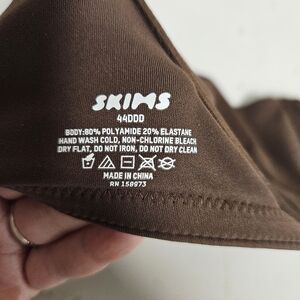 SKIMS
44DDD
BODY: 80% POLYAMIDE 20% ELASTANE
HAND WASH COLD, NON-CHLORINE BLEACH
DRY FLAT, DO NOT IRON, DO NOT DRY CLEAN
MADE IN CHINA
RN 158973